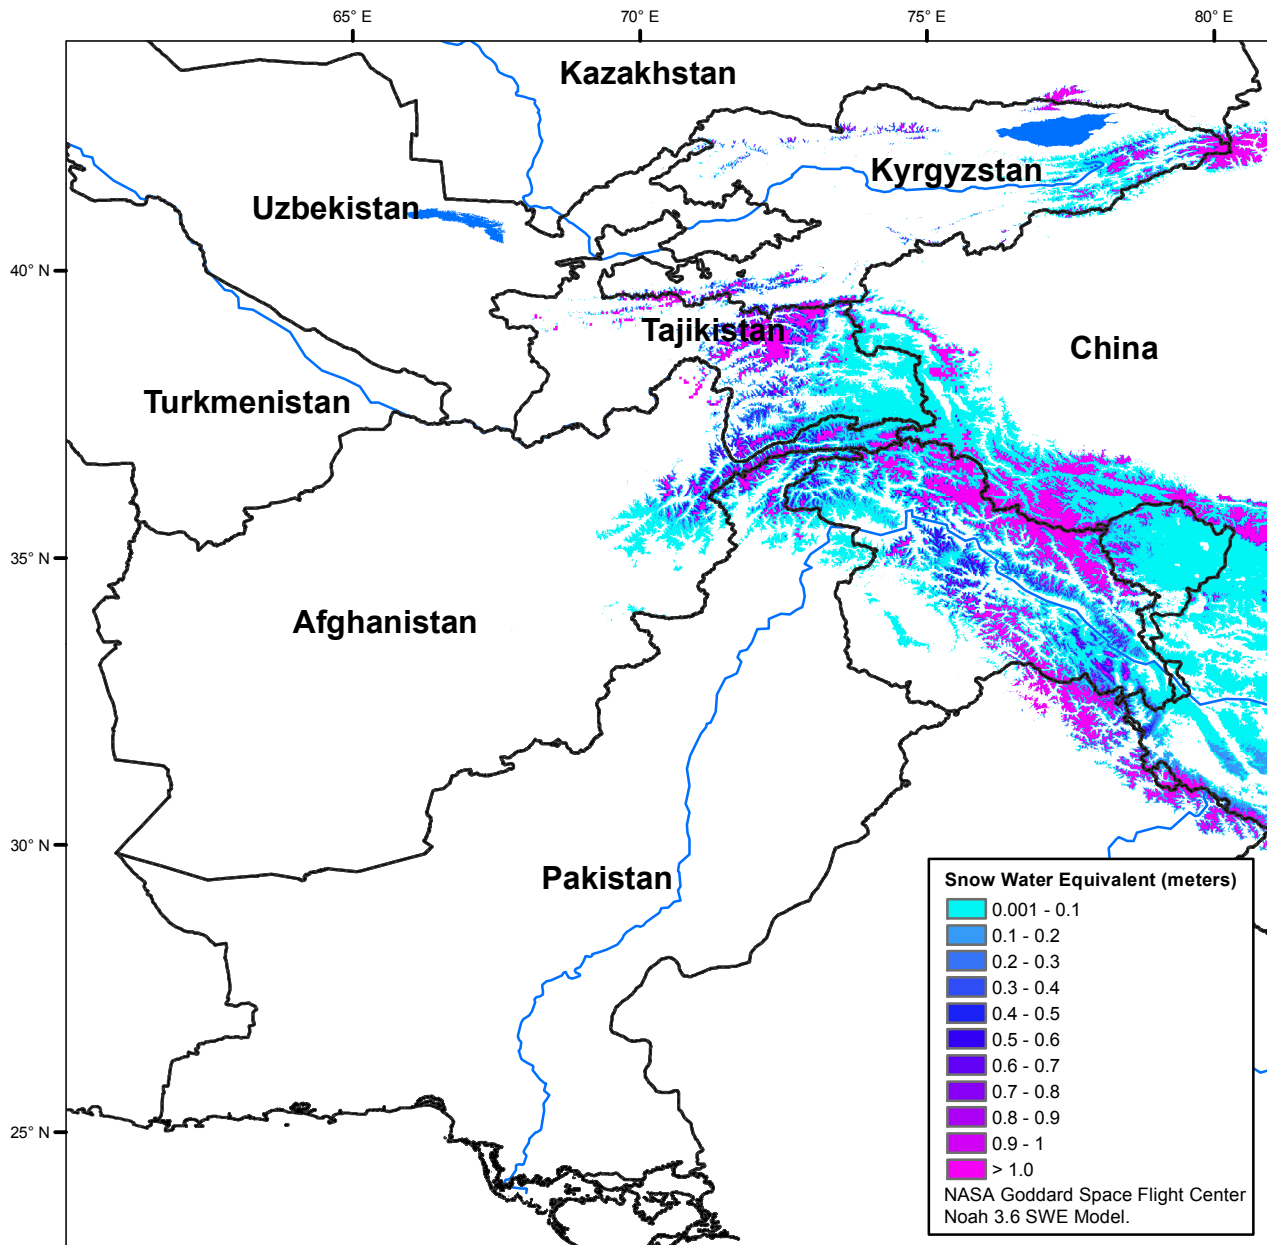 65° E
70° E
75° E
80° E
Kazakhstan
Kyrgyzstan
Uzbekistan
40° N
Tajikistan
China
Turkmenistan
35° N
Afghanistan
30° N
Pakistan
25° N
Snow Water Equivalent (meters)
0.001 - 0.1
0.1 - 0.2
0.2 - 0.3
0.3 - 0.4
0.4 - 0.5
0.5 - 0.6
0.6 - 0.7
0.7 - 0.8
0.8 - 0.9
0.9 - 1
> 1.0
NASA Goddard Space Flight Center
Noah 3.6 SWE Model.